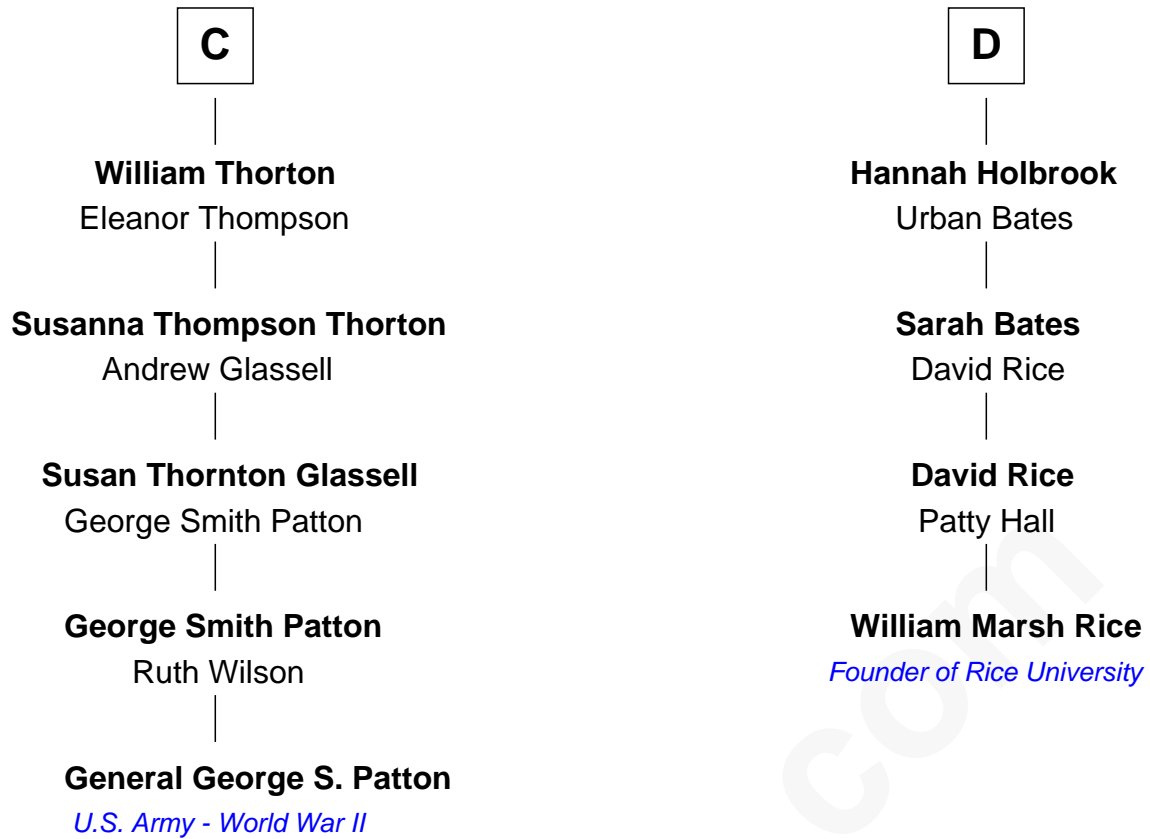 C
William Thorton
Eleanor Thompson
Susanna Thompson Thorton
Andrew Glassell
Susan Thornton Glassell
George Smith Patton
George Smith Patton
Ruth Wilson
General George S. Patton
U.S. Army - World War II
D
Hannah Holbrook
Urban Bates
Sarah Bates
David Rice
David Rice
Patty Hall
William Marsh Rice
Founder of Rice University
com